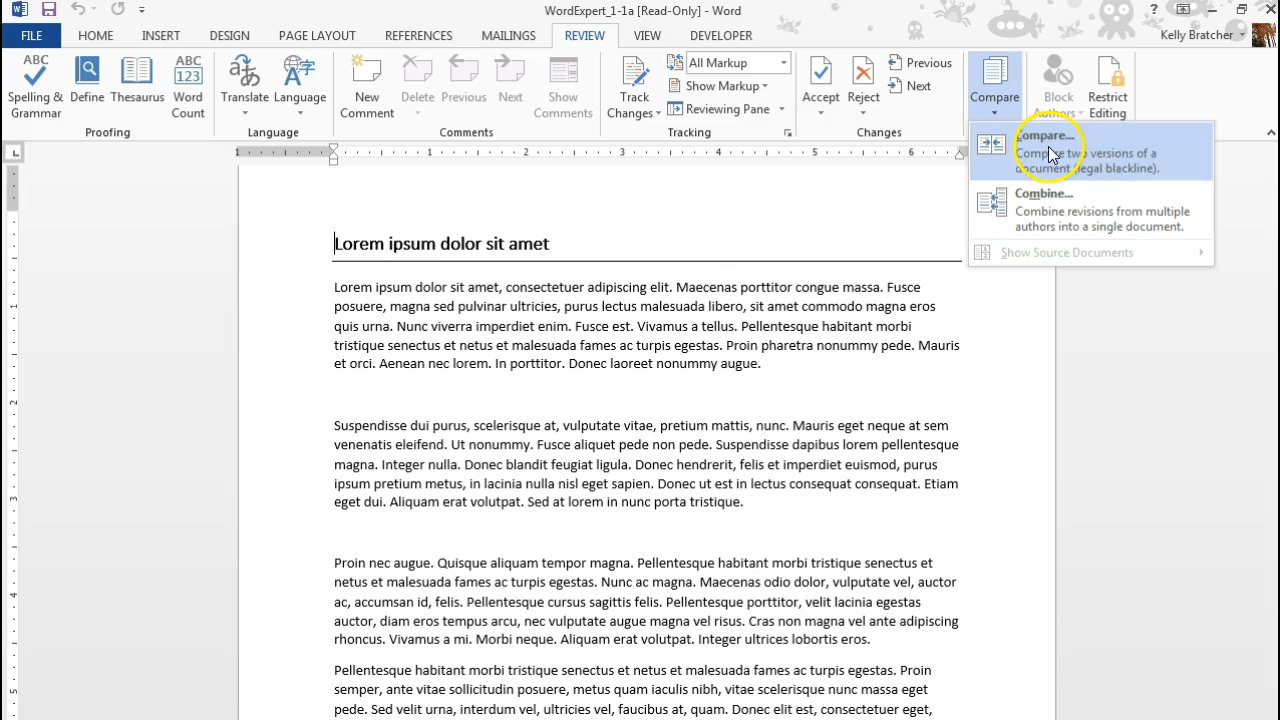 WordExpert_1-1a [Read-Only] - Word
FILE HOME INSERT DESIGN PAGE LAYOUT REFERENCES MAILINGS REVIEW VIEW DEVELOPER Kelly Bratcher
ABC Spelling & Grammar
Define
Thesaurus
ABC 123 Word Count
Proofing
Translate
Language
Language
New Comment
Delete
Previous
Next
Show Comments
Comments
Track Changes
All Markup
Show Markup
Reviewing Pane
Tracking
Accept
Reject
Previous
Next
Changes
Compare
Block Authors
Restrict Editing
Compare...
Compare two versions of a
document (legal blackline).
Combine...
Combine revisions from multiple
authors into a single document.
Show Source Documents
1 1 2 3 4 5 6
1
2
3
4
5
Lorem ipsum dolor sit amet
Lorem ipsum dolor sit amet, consectetuer adipiscing elit. Maecenas porttitor congue massa. Fusce
posuere, magna sed pulvinar ultricies, purus lectus malesuada libero, sit amet commodo magna eros
quis urna. Nunc viverra imperdiet enim. Fusce est. Vivamus a tellus. Pellentesque habitant morbi
tristique senectus et netus et malesuada fames ac turpis egestas. Proin pharetra nonummy pede. Mauris
et orci. Aenean nec lorem. In porttitor. Donec laoreet nonummy augue.
Suspendisse dui purus, scelerisque at, vulputate vitae, pretium mattis, nunc. Mauris eget neque at sem
venenatis eleifend. Ut nonummy. Fusce aliquet pede non pede. Suspendisse dapibus lorem pellentesque
magna. Integer nulla. Donec blandit feugiat ligula. Donec hendrerit, felis et imperdiet euismod, purus
ipsum pretium metus, in lacinia nulla nisl eget sapien. Donec ut est in lectus consequat consequat. Etiam
eget dui. Aliquam erat volutpat. Sed at lorem in nunc porta tristique.
Proin nec augue. Quisque aliquam tempor magna. Pellentesque habitant morbi tristique senectus et
netus et malesuada fames ac turpis egestas. Nunc ac magna. Maecenas odio dolor, vulputate vel, auctor
ac, accumsan id, felis. Pellentesque cursus sagittis felis. Pellentesque porttitor, velit lacinia egestas
auctor, diam eros tempus arcu, nec vulputate augue magna vel risus. Cras non magna vel ante adipiscing
rhoncus. Vivamus a mi. Morbi neque. Aliquam erat volutpat. Integer ultrices lobortis eros.
Pellentesque habitant morbi tristique senectus et netus et malesuada fames ac turpis egestas. Proin
semper, ante vitae sollicitudin posuere, metus quam iaculis nibh, vitae scelerisque nunc massa eget
pede. Sed velit urna, interdum vel, ultricies vel, faucibus at, quam. Donec elit est, consectetuer eget,